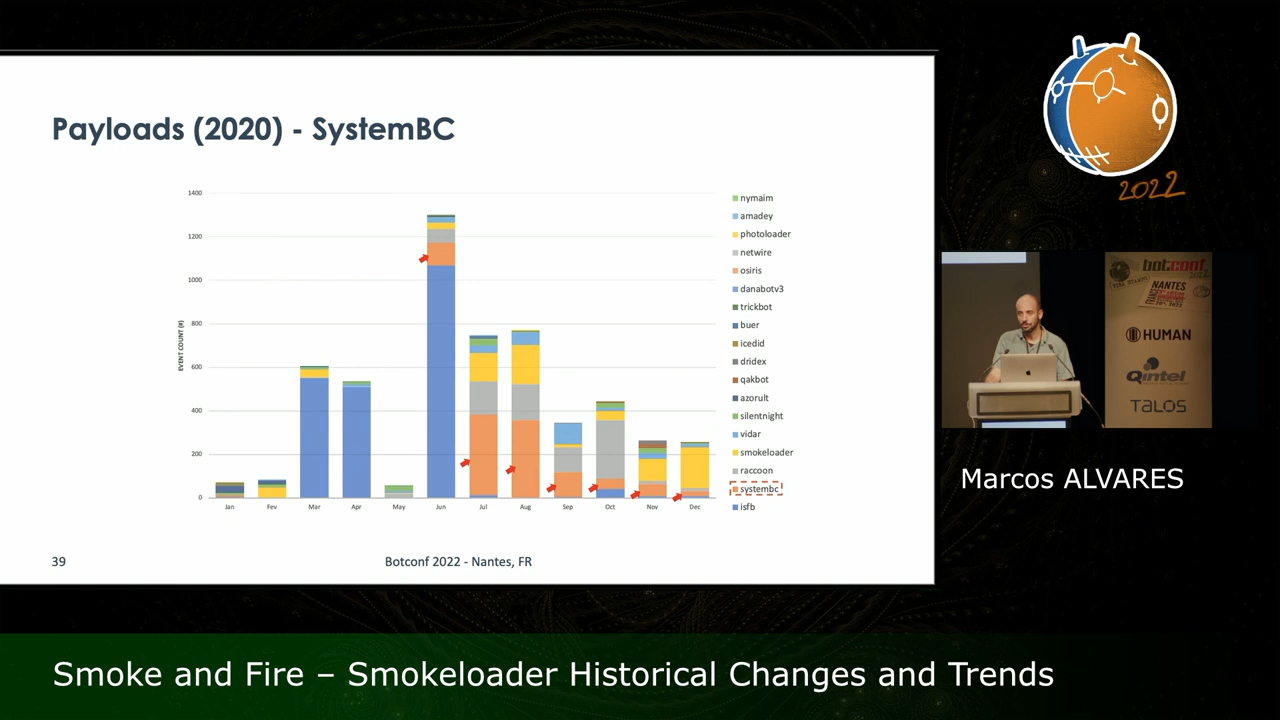 Payloads (2020) - SystemBC
1400
1200
1000
800
600
400
200
0
EVENT COUNT (#)
Jan
Fev
Mar
Apr
May
Jun
Jul
Aug
Sep
Oct
Nov
Dec
nymaim
amadey
photoloader
netwire
osiris
danabotv3
trickbot
buer
icedid
dridex
qakbot
azorult
silentnight
vidar
smokeloader
raccoon
systembc
isfb
39
Botconf 2022 - Nantes, FR
2022
botconf
NANTES
HUMAN
Qintel
TALOS
Marcos ALVARES
Smoke and Fire – Smokeloader Historical Changes and Trends